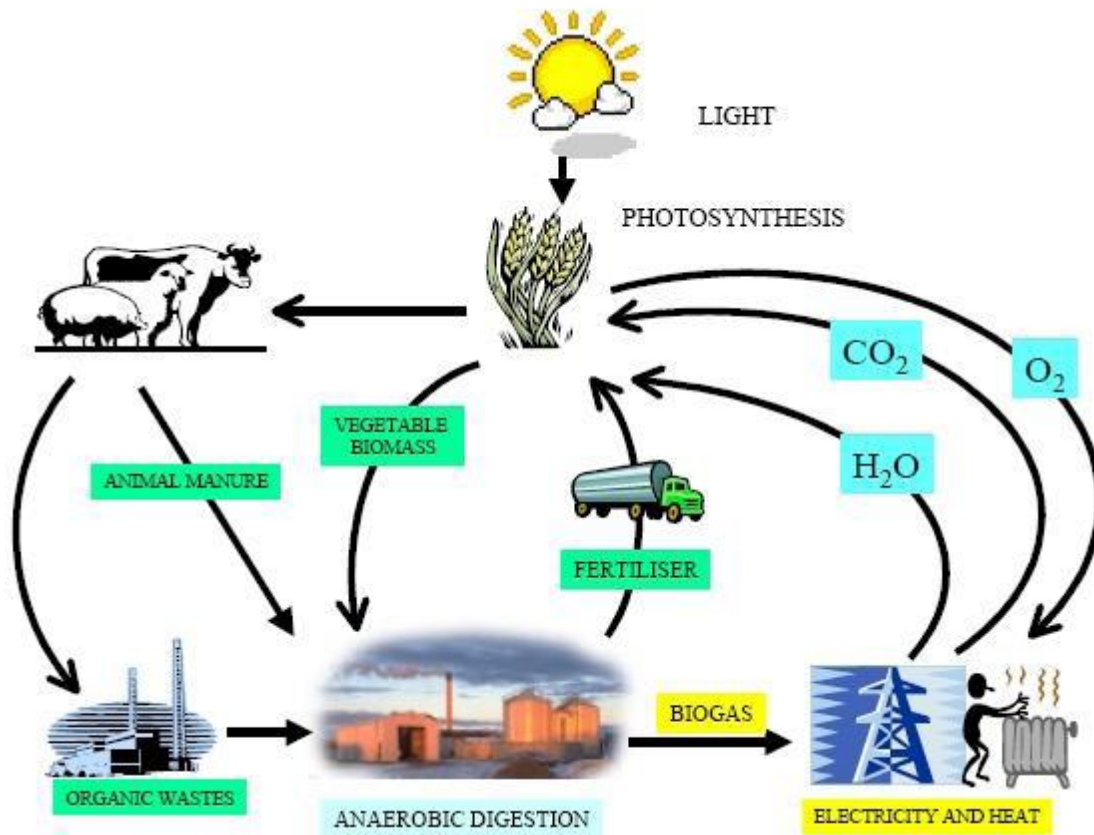 LIGHT
PHOTOSYNTHESIS
CO₂
O₂
VEGETABLE
BIOMASS
H₂O
ANIMAL MANURE
FERTILISER
BIOGAS
ORGANIC WASTES
ANAEROBIC DIGESTION
ELECTRICITY AND HEAT